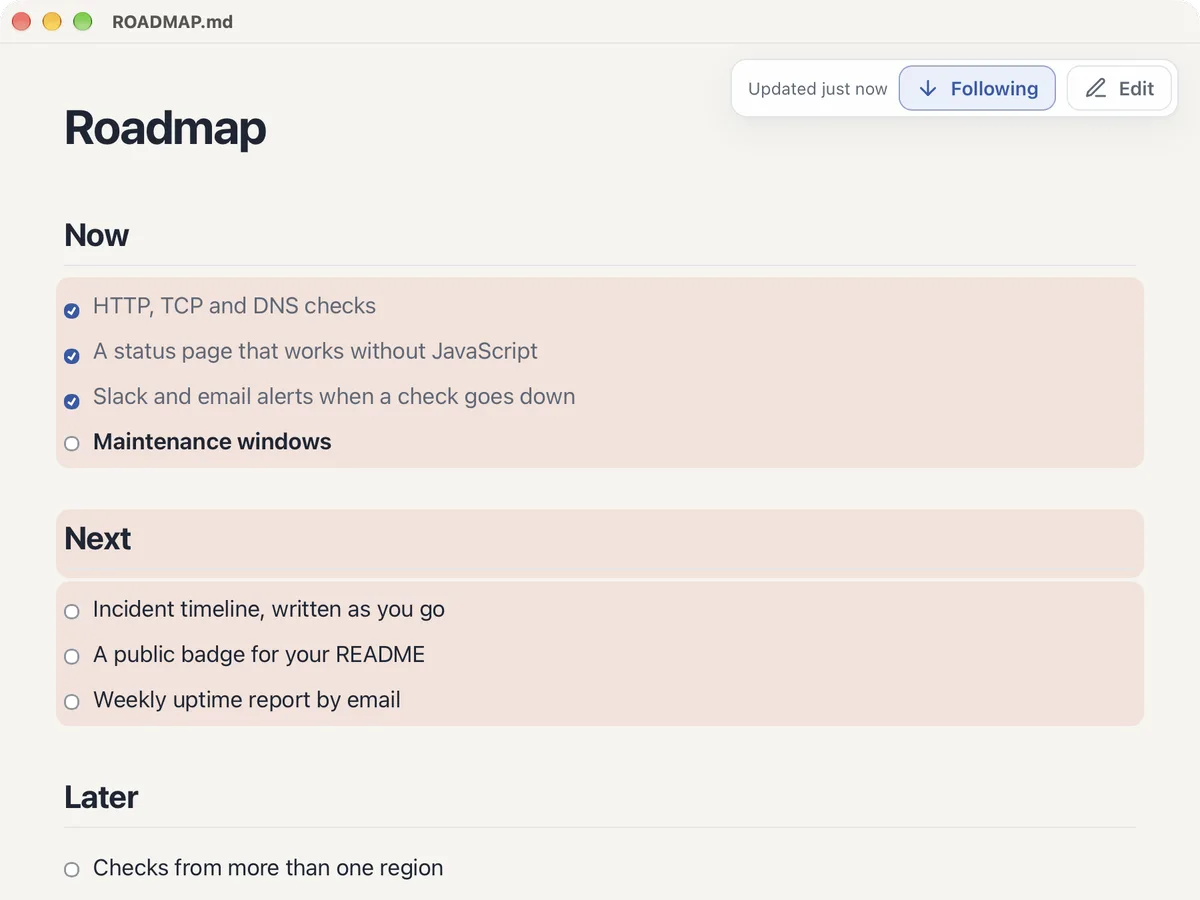 ROADMAP.md
Updated just now
Following
Edit
Roadmap
Now
HTTP, TCP and DNS checks
A status page that works without JavaScript
Slack and email alerts when a check goes down
Maintenance windows
Next
Incident timeline, written as you go
A public badge for your README
Weekly uptime report by email
Later
Checks from more than one region